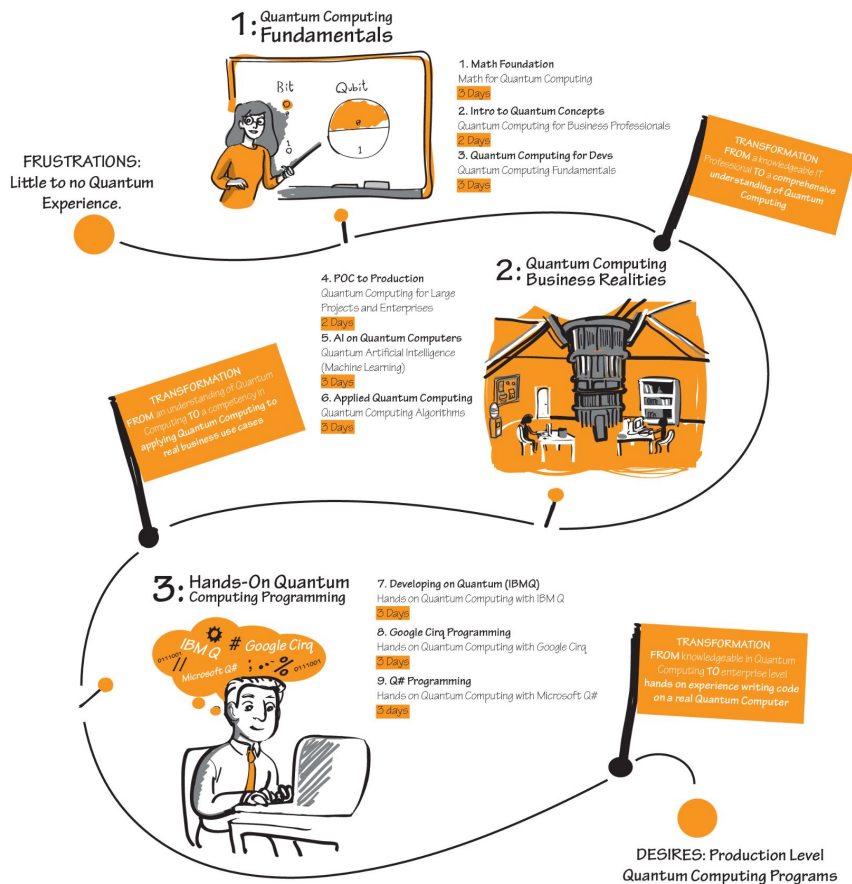 1: Quantum Computing
Fundamentals
Bit
Qubit
0
1
0
1
1. Math Foundation
Math for Quantum Computing
3 Days
2. Intro to Quantum Concepts
Quantum Computing for Business Professionals
2 Days
3. Quantum Computing for Devs
Quantum Computing Fundamentals
3 Days
FRUSTRATIONS:
Little to no Quantum
Experience.
TRANSFORMATION
FROM a knowledgeable IT
Professional TO a comprehensive
understanding of Quantum
Computing
2: Quantum Computing
Business Realities
4. POC to Production
Quantum Computing for Large
Projects and Enterprises
2 Days
5. AI on Quantum Computers
Quantum Artificial Intelligence
(Machine Learning)
3 Days
6. Applied Quantum Computing
Quantum Computing Algorithms
3 Days
TRANSFORMATION
FROM an understanding of Quantum
Computing TO a competency in
applying Quantum Computing to
real business use cases
3: Hands-On Quantum
Computing Programming
IBM Q # Google Cirq
0111001 // Microsoft Q# ; % 0111001
7. Developing on Quantum (IBMQ)
Hands on Quantum Computing with IBM Q
3 Days
8. Google Cirq Programming
Hands on Quantum Computing with Google Cirq
3 Days
9. Q# Programming
Hands on Quantum Computing with Microsoft Q#
3 days
TRANSFORMATION
FROM knowledgeable in Quantum
Computing TO enterprise level
hands on experience writing code
on a real Quantum Computer
DESIRES: Production Level
Quantum Computing Programs